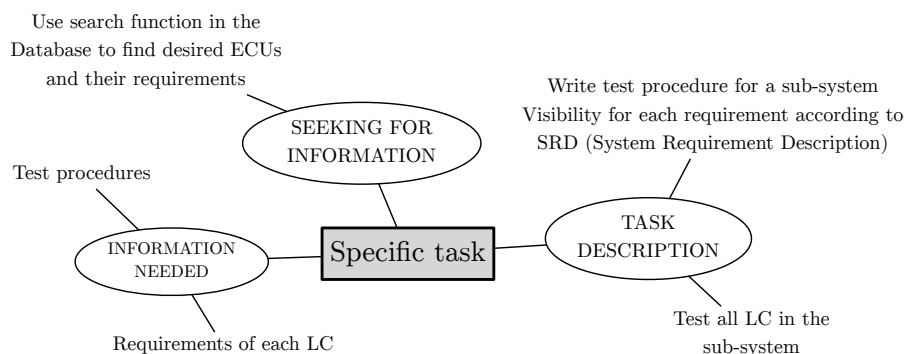 Use search function in the
Database to find desired ECUs
and their requirements
SEEKING FOR
INFORMATION
Write test procedure for a sub-system
Visibility for each requirement according to
SRD (System Requirement Description)
Test procedures
INFORMATION
NEEDED
Specific task
TASK
DESCRIPTION
Requirements of each LC
Test all LC in the
sub-system